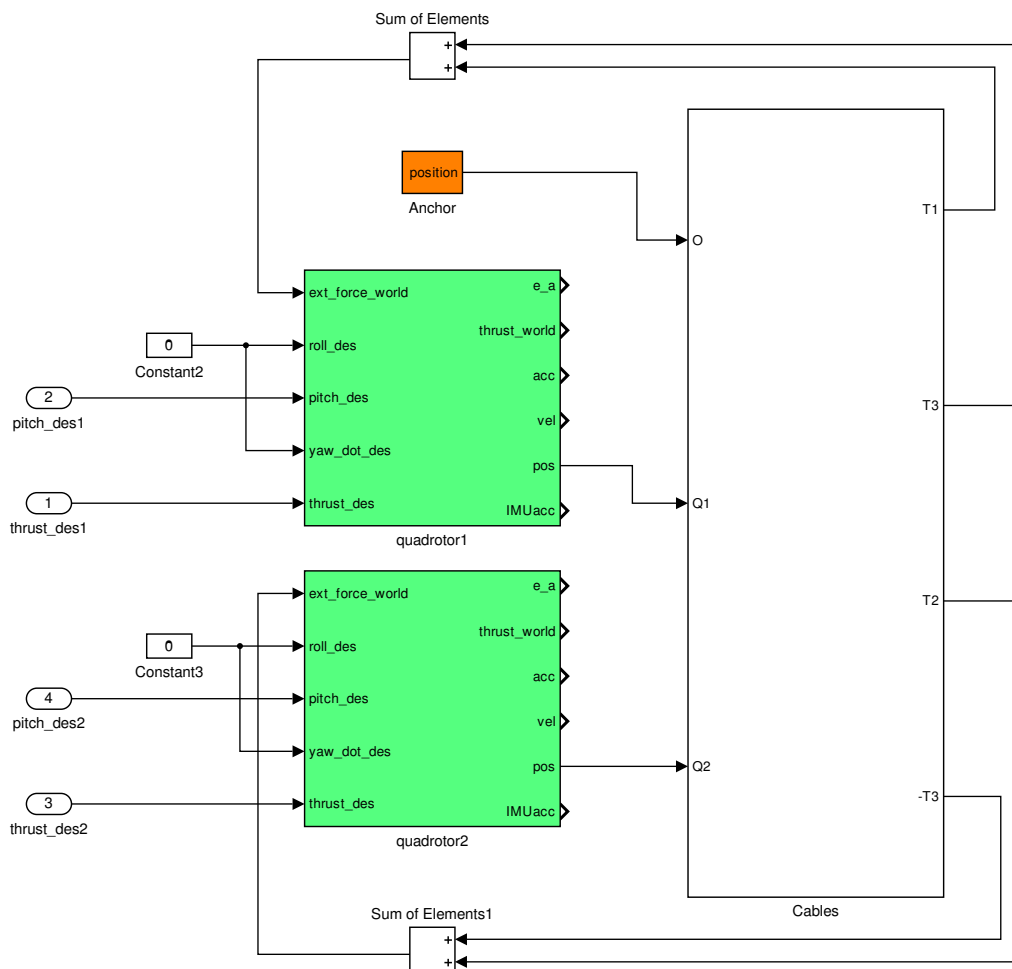 Sum of Elements
+
+
position
Anchor
T1
O
ext_force_world
e_a
thrust_world
0
Constant2
roll_des
acc
2
pitch_des1
pitch_des
T3
vel
yaw_dot_des
pos
1
thrust_des1
thrust_des
Q1
IMUacc
quadrotor1
ext_force_world
e_a
T2
thrust_world
0
Constant3
roll_des
acc
4
pitch_des2
pitch_des
vel
yaw_dot_des
pos
Q2
3
thrust_des2
thrust_des
IMUacc
-T3
quadrotor2
Cables
Sum of Elements1
+
+